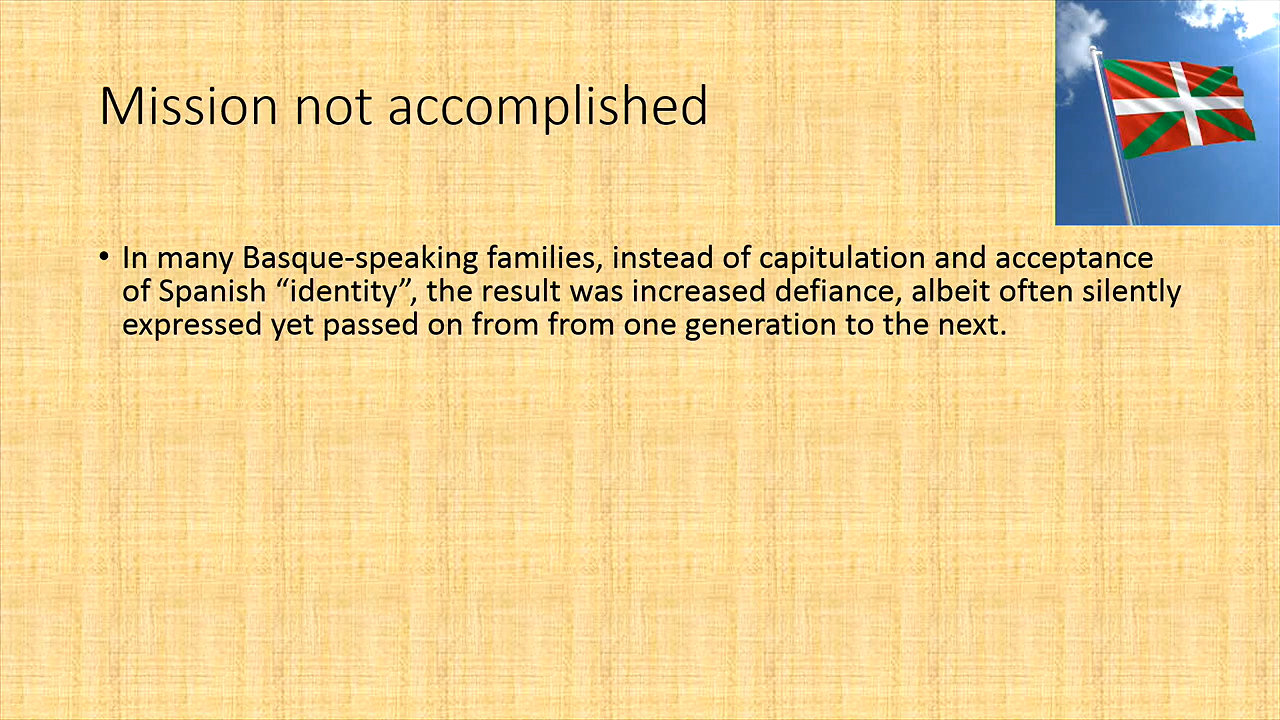 Mission not accomplished
• In many Basque-speaking families, instead of capitulation and acceptance
of Spanish “identity”, the result was increased defiance, albeit often silently
expressed yet passed on from from one generation to the next.